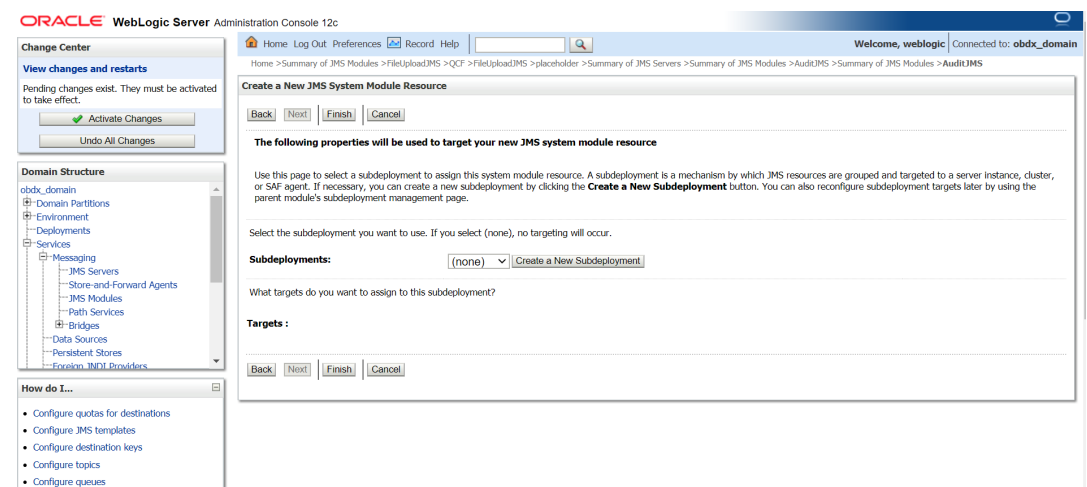 ORACLE WebLogic Server Administration Console 12c
Change Center
View changes and restarts
Pending changes exist. They must be activated
to take effect.
Activate Changes
Undo All Changes
Domain Structure
obdx_domain
Domain Partitions
Environment
Deployments
Services
Messaging
JMS Servers
Store-and-Forward Agents
JMS Modules
Path Services
Bridges
Data Sources
Persistent Stores
Foreign JNDI Providers
How do I...
Configure quotas for destinations
Configure JMS templates
Configure destination keys
Configure topics
Configure queues
Home Log Out Preferences Record Help
Welcome, weblogic Connected to: obdx_domain
Home >Summary of JMS Modules >FileUploadJMS >QCF >FileUploadJMS >placeholder >Summary of JMS Servers >Summary of JMS Modules >AuditJMS >Summary of JMS Modules >AuditJMS
Create a New JMS System Module Resource
Back Next Finish Cancel
The following properties will be used to target your new JMS system module resource
Use this page to select a subdeployment to assign this system module resource. A subdeployment is a mechanism by which JMS resources are grouped and targeted to a server instance, cluster,
or SAF agent. If necessary, you can create a new subdeployment by clicking the Create a New Subdeployment button. You can also reconfigure subdeployment targets later by using the
parent module's subdeployment management page.
Select the subdeployment you want to use. If you select (none), no targeting will occur.
Subdeployments: (none) Create a New Subdeployment
What targets do you want to assign to this subdeployment?
Targets :
Back Next Finish Cancel